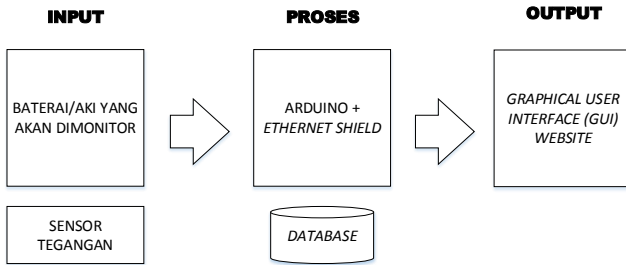 INPUT
PROSES
OUTPUT
BATERAI/AKI YANG
AKAN DIMONITOR
ARDUINO +
ETHERNET SHIELD
GRAPHICAL USER
INTERFACE (GUI)
WEBSITE
SENSOR
TEGANGAN
DATABASE